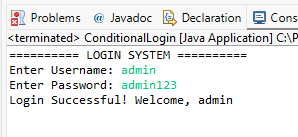 Problems @ Javadoc Declaration Cons
<terminated> ConditionalLogin [Java Application] C:\P
========== LOGIN SYSTEM ==========
Enter Username: admin
Enter Password: admin123
Login Successful! Welcome, admin